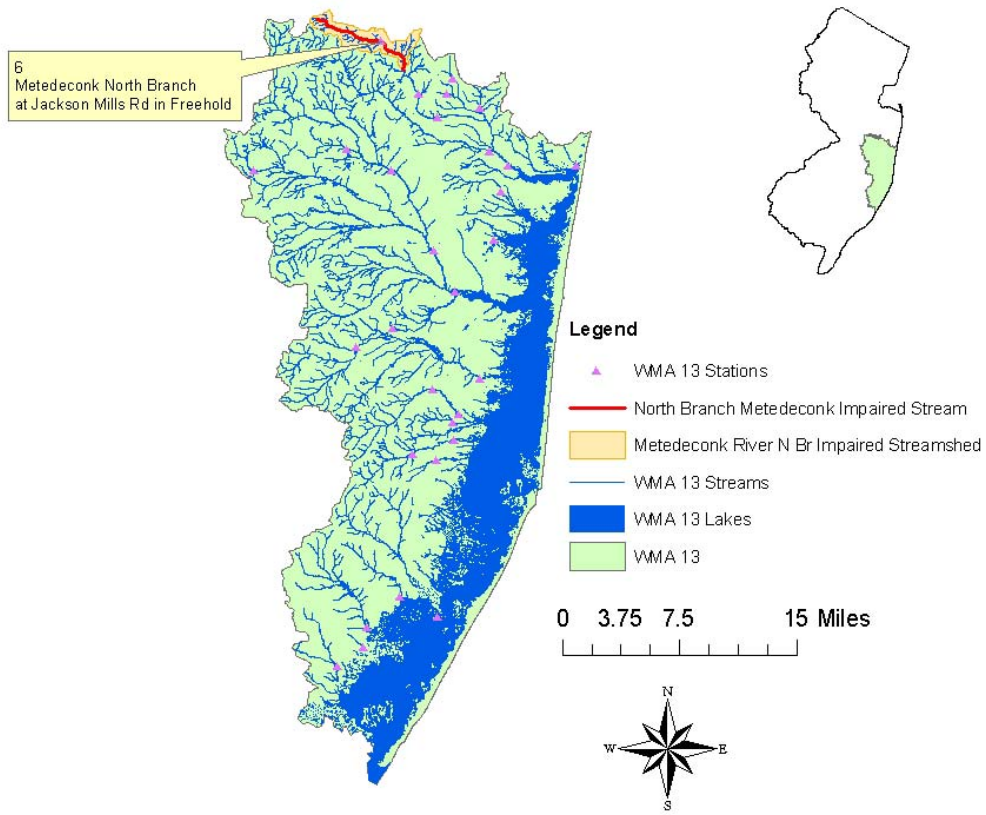 6
Metedeconk North Branch
at Jackson Mills Rd in Freehold
Legend
WMA 13 Stations
North Branch Metedeconk Impaired Stream
Metedeconk River N Br Impaired Streamshed
WMA 13 Streams
WMA 13 Lakes
WMA 13
0 3.75 7.5 15 Miles
N
W E
S